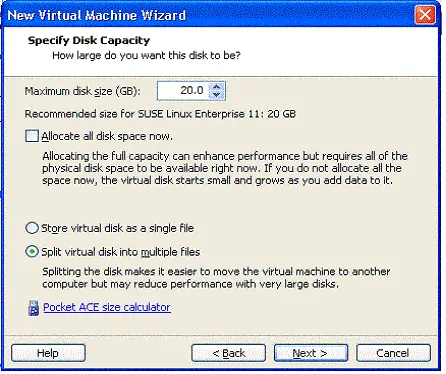 New Virtual Machine Wizard
Specify Disk Capacity
How large do you want this disk to be?
Maximum disk size (GB): 20.0
Recommended size for SUSE Linux Enterprise 11: 20 GB
Allocate all disk space now.
Allocating the full capacity can enhance performance but requires all of the
physical disk space to be available right now. If you do not allocate all the
space now, the virtual disk starts small and grows as you add data to it.
Store virtual disk as a single file
Split virtual disk into multiple files
Splitting the disk makes it easier to move the virtual machine to another
computer but may reduce performance with very large disks.
Pocket ACE size calculator
Help < Back Next > Cancel